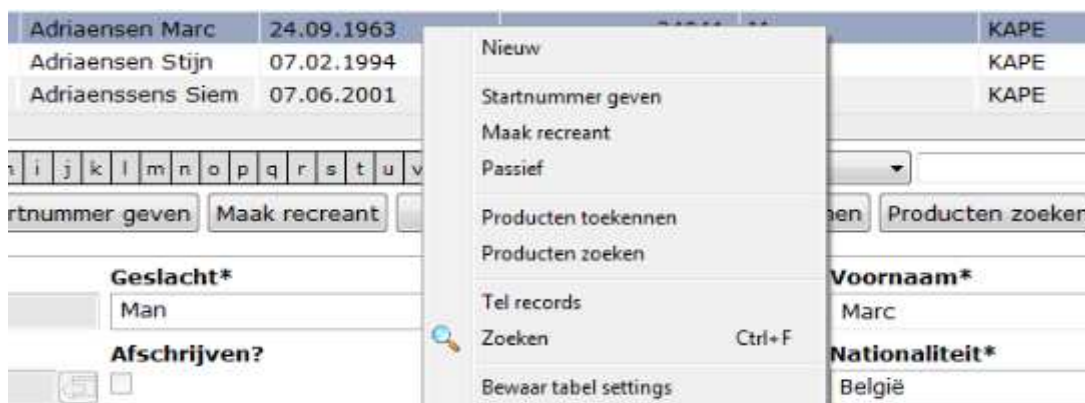 Adriaensen Marc 24.09.1963 KAPE
Adriaensen Stijn 07.02.1994 KAPE
Adriaenssens Siem 07.06.2001 KAPE
Nieuw
Startnummer geven
Maak recreant
Passief
Producten toekennen
Producten zoeken
Tel records
Zoeken Ctrl+F
Bewaar tabel settings
i j k l m n o p q r s t u v
rtnummer geven Maak recreant nen Producten zoeken
Geslacht* Voornaam*
Man Marc
Afschrijven? Nationaliteit*
België